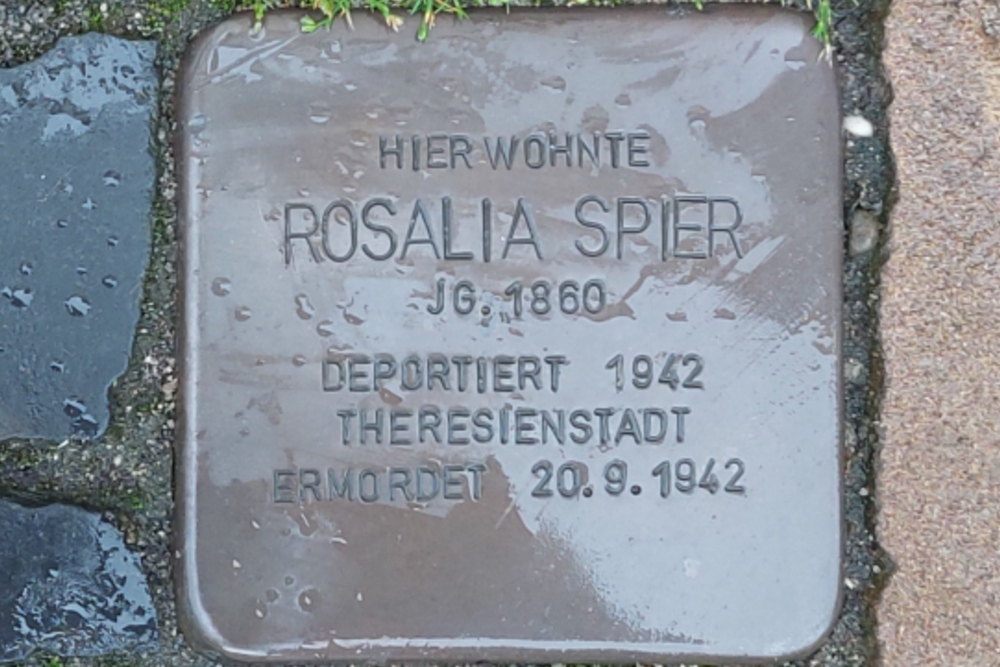 HIER WOHNTE
ROSALIA SPIER
JG. 1860
DEPORTIERT 1942
THERESIENSTADT
ERMORDET 20.9.1942